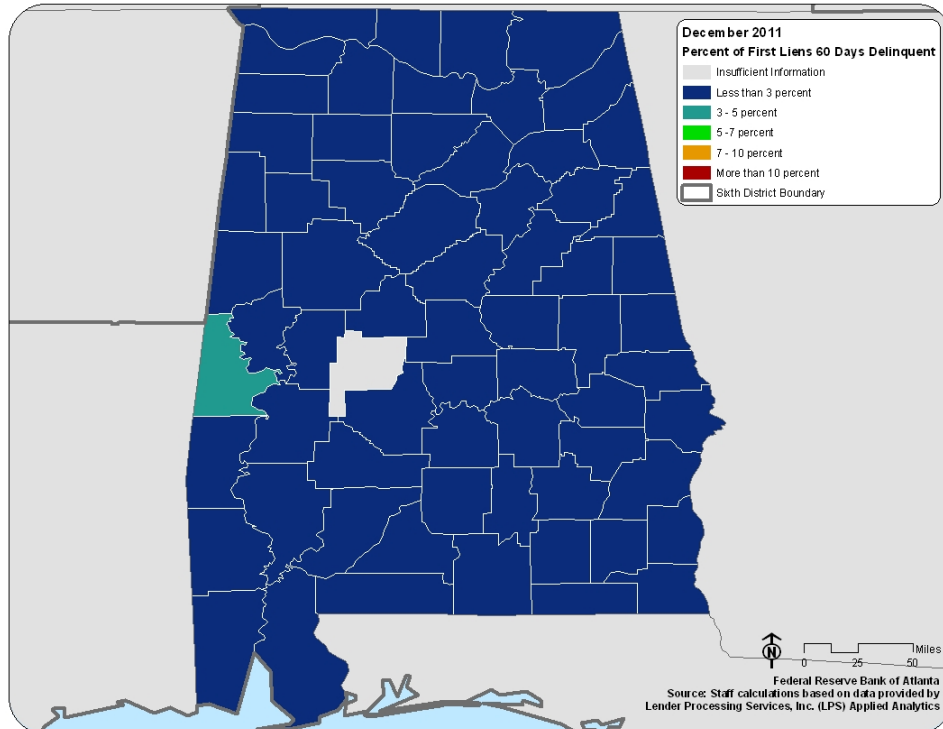 December 2011
Percent of First Liens 60 Days Delinquent
Insufficient Information
Less than 3 percent
3 - 5 percent
5 -7 percent
7 - 10 percent
More than 10 percent
Sixth District Boundary
N
Miles
0 25 50
Federal Reserve Bank of Atlanta
Source: Staff calculations based on data provided by
Lender Processing Services, Inc. (LPS) Applied Analytics